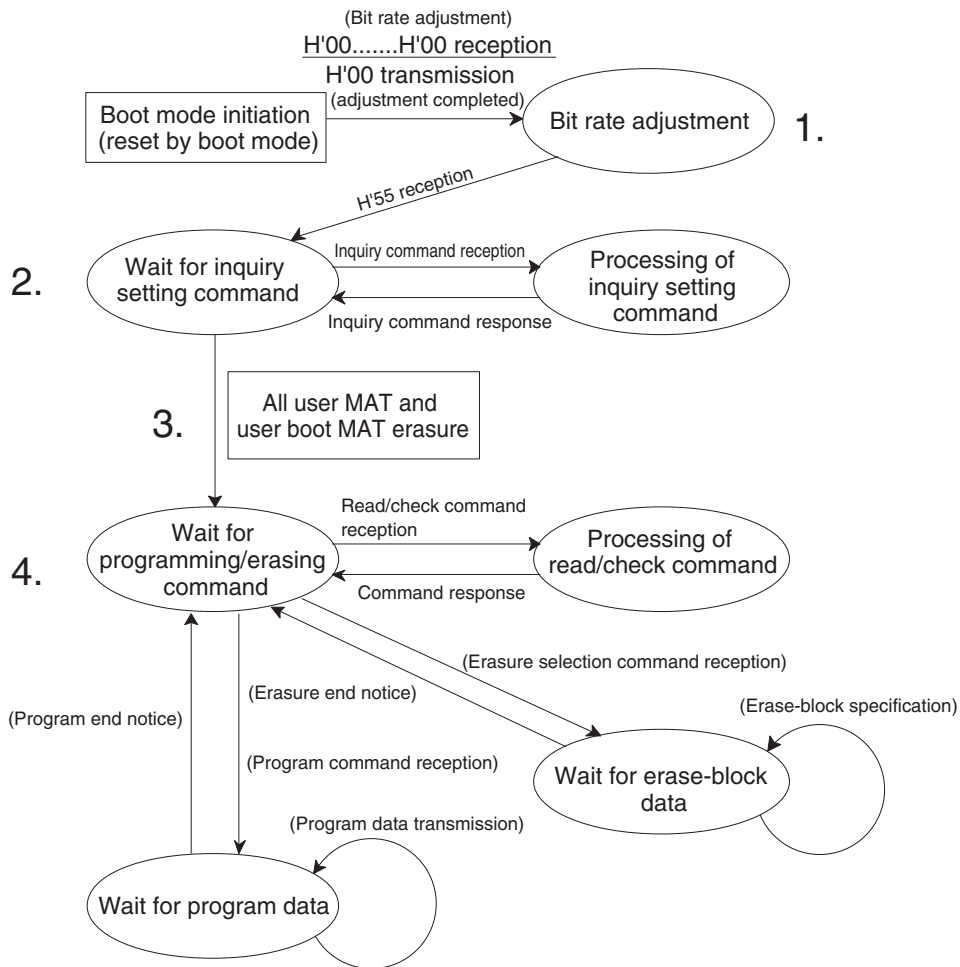 (Bit rate adjustment)
H'00.......H'00 reception
H'00 transmission
(adjustment completed)
Boot mode initiation
(reset by boot mode)
Bit rate adjustment
1.
H'55 reception
2.
Wait for inquiry
setting command
Inquiry command reception
Inquiry command response
Processing of
inquiry setting
command
3.
All user MAT and
user boot MAT erasure
4.
Wait for
programming/erasing
command
Read/check command
reception
Command response
Processing of
read/check command
(Erasure selection command reception)
(Erasure end notice)
(Program end notice)
(Program command reception)
(Erase-block specification)
Wait for erase-block
data
(Program data transmission)
Wait for program data